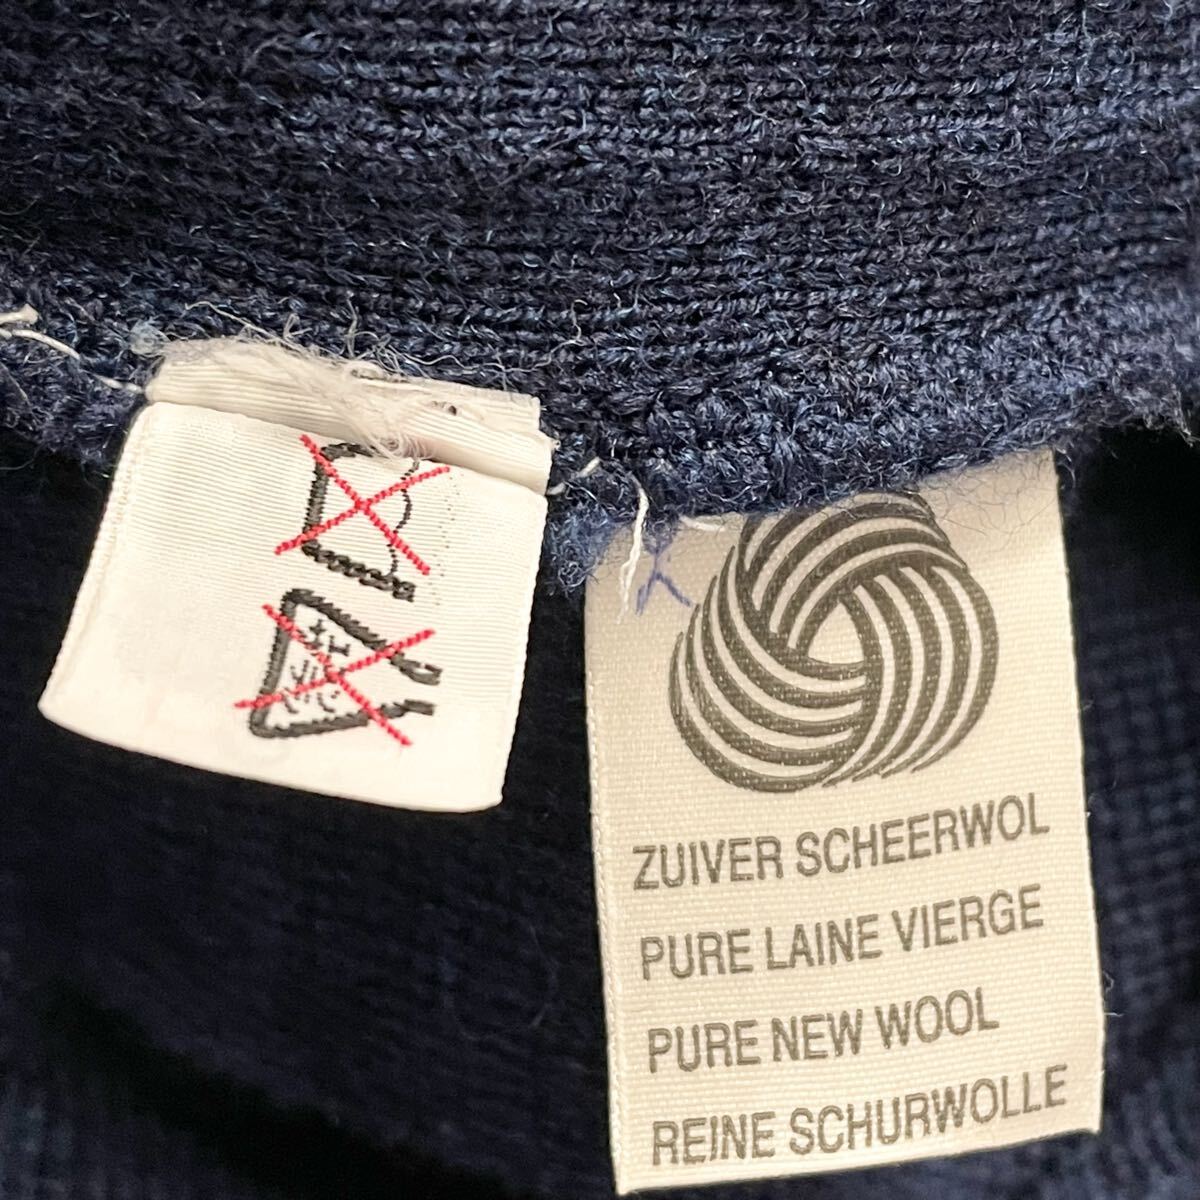 ZUIVER SCHEERWOL
PURE LAINE VIERGE
PURE NEW WOOL
REINE SCHURWOLLE